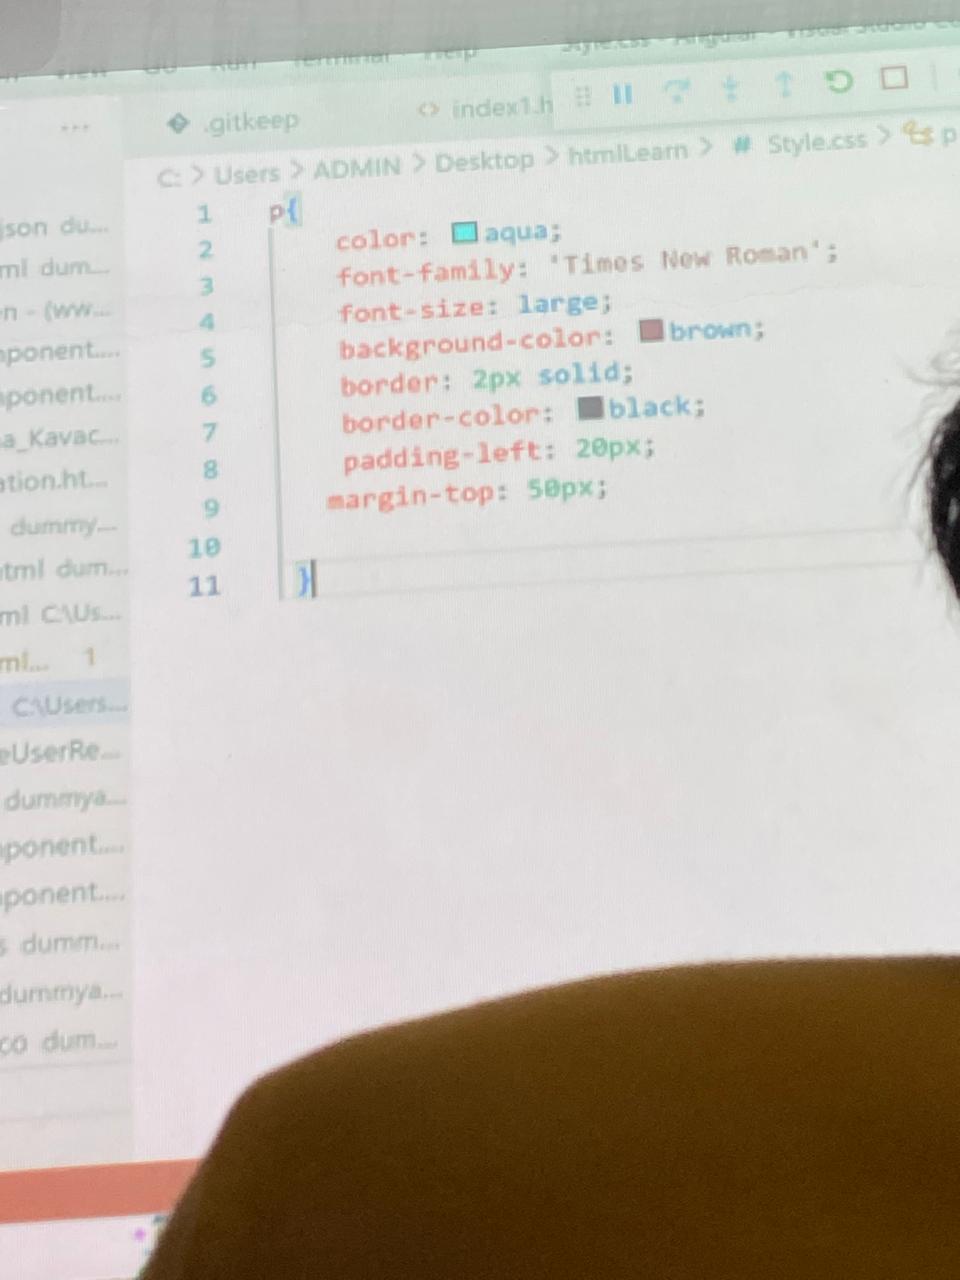 Terminal Help
.gitkeep <> index1.h
C: > Users > ADMIN > Desktop > htmlLearn > # Style.css > p
1 p{
2 color: aqua;
3 font-family: 'Times New Roman';
4 font-size: large;
5 background-color: brown;
6 border: 2px solid;
7 border-color: black;
8 padding-left: 20px;
9 margin-top: 50px;
10
11 }
...
json du...
ml dum...
n - (ww...
ponent....
ponent....
a_Kavac...
ation.ht...
dummy...
tml dum...
ml C:\Us...
ml... 1
C:\Users...
eUserRe...
dummya...
ponent....
ponent....
s dumm...
dummya...
co dum...